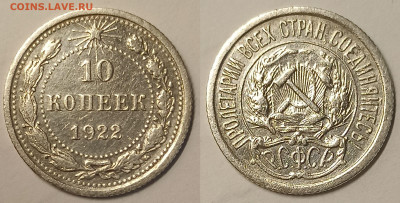 COINS.LAVE.RU
10
КОПЕЕК
1922
ПРОЛЕТАРИИ ВСЕХ СТРАН СОЕДИНЯЙТЕСЬ!
РСФСР